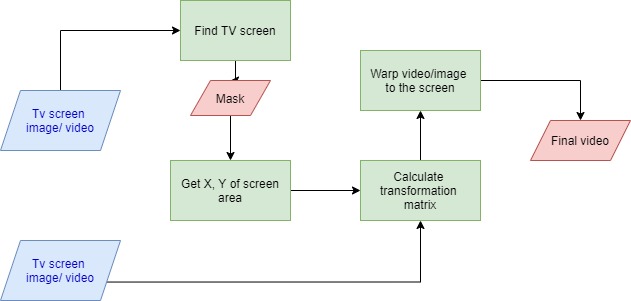 Find TV screen
Tv screen
image/ video
Mask
Warp video/image
to the screen
Final video
Get X, Y of screen
area
Calculate
transformation
matrix
Tv screen
image/ video